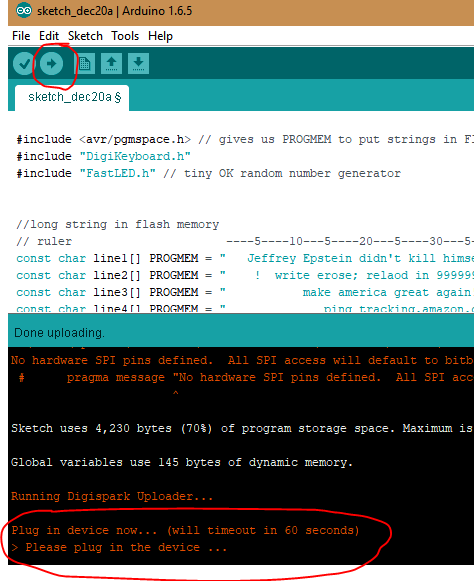 sketch_dec20a | Arduino 1.6.5
File Edit Sketch Tools Help
sketch_dec20a §
#include <avr/pgmspace.h> // gives us PROGMEM to put strings in Fl
#include "DigiKeyboard.h"
#include "FastLED.h" // tiny OK random number generator
//long string in flash memory
// ruler ----5----10---5----20---5----30---5-
const char line1[] PROGMEM = " Jeffrey Epstein didn't kill himse
const char line2[] PROGMEM = " ! write erose; relaod in 999999
const char line3[] PROGMEM = " make america great again
const char line4[] PROGMEM = " ping tracking.amazon.c
Done uploading.
No hardware SPI pins defined. All SPI access will default to bitb
# pragma message "No hardware SPI pins defined. All SPI acc
^
Sketch uses 4,230 bytes (70%) of program storage space. Maximum is
Global variables use 145 bytes of dynamic memory.
Running Digispark Uploader...
Plug in device now... (will timeout in 60 seconds)
> Please plug in the device ...